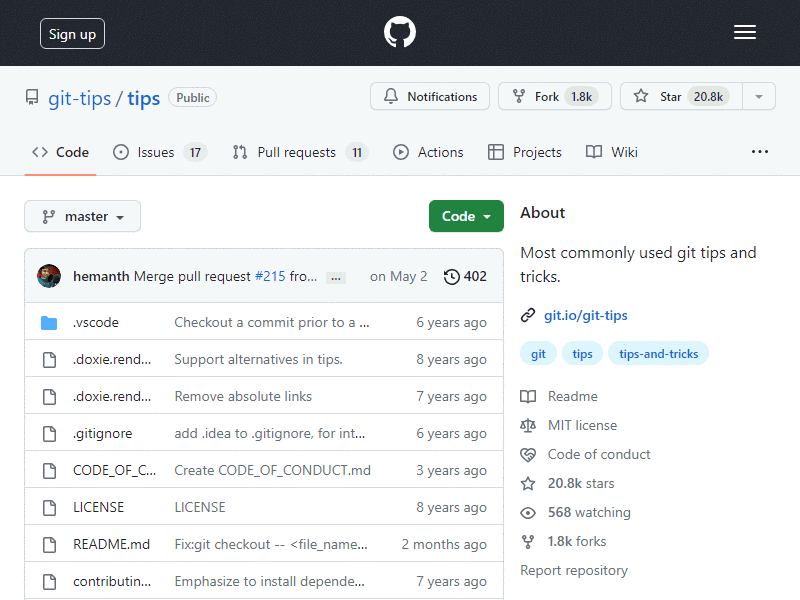 Sign up
git-tips / tips Public
Notifications Fork 1.8k Star 20.8k
Code Issues 17 Pull requests 11 Actions Projects Wiki ...
master Code
hemanth Merge pull request #215 fro... ... on May 2 402
.vscode Checkout a commit prior to a ... 6 years ago
.doxie.rend... Support alternatives in tips. 8 years ago
.doxie.rend... Remove absolute links 7 years ago
.gitignore add .idea to .gitignore, for int... 6 years ago
CODE_OF_C... Create CODE_OF_CONDUCT.md 3 years ago
LICENSE LICENSE 8 years ago
README.md Fix:git checkout -- <file_name... 2 months ago
contributin... Emphasize to install depende... 7 years ago
About
Most commonly used git tips and
tricks.
git.io/git-tips
git tips tips-and-tricks
Readme
MIT license
Code of conduct
20.8k stars
568 watching
1.8k forks
Report repository